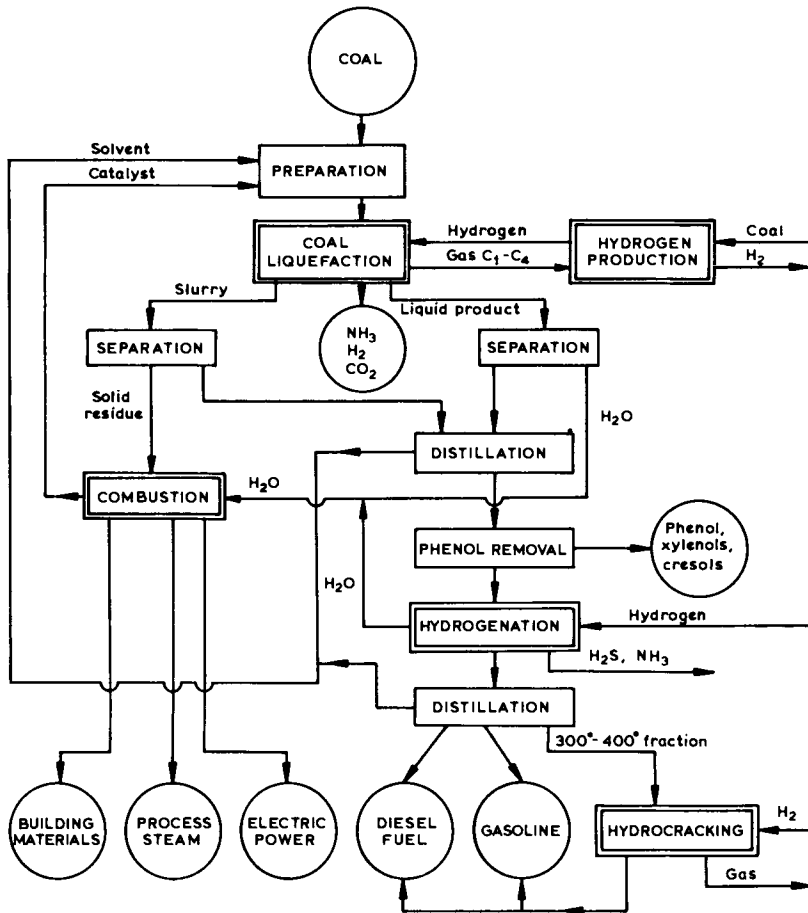 COAL
Solvent
PREPARATION
Catalyst
COAL
LIQUEFACTION
Hydrogen
Gas C₁-C₄
HYDROGEN
PRODUCTION
Coal
H₂
Slurry
Liquid product
SEPARATION
NH₃
H₂
CO₂
SEPARATION
Solid
residue
H₂O
DISTILLATION
COMBUSTION
H₂O
PHENOL REMOVAL
Phenol,
xylenols,
cresols
H₂O
HYDROGENATION
Hydrogen
H₂S, NH₃
DISTILLATION
300°-400° fraction
BUILDING
MATERIALS
PROCESS
STEAM
ELECTRIC
POWER
DIESEL
FUEL
GASOLINE
HYDROCRACKING
H₂
Gas